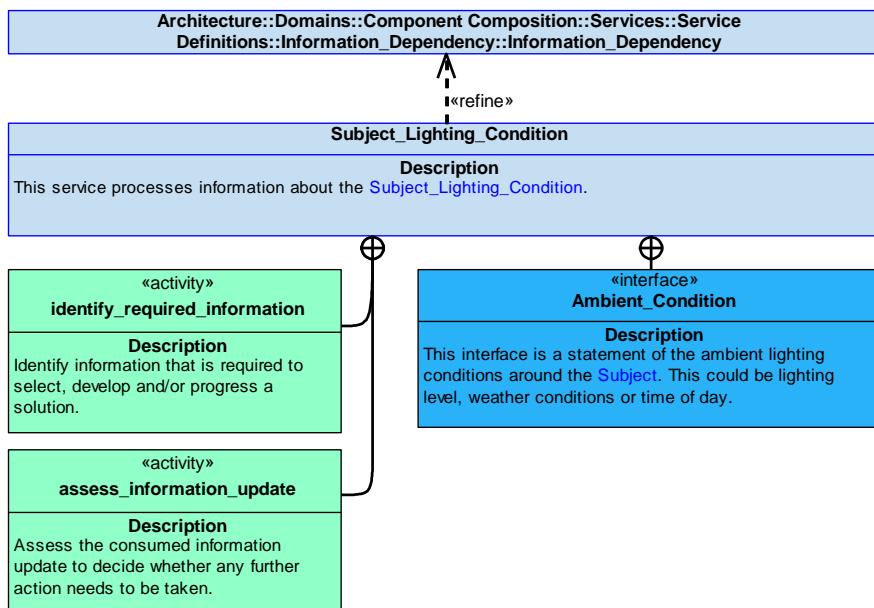 Architecture::Domains::Component Composition::Services::Service
Definitions::Information_Dependency::Information_Dependency
«refine»
Subject_Lighting_Condition
Description
This service processes information about the Subject_Lighting_Condition.
«activity»
identify_required_information
Description
Identify information that is required to
select, develop and/or progress a
solution.
«interface»
Ambient_Condition
Description
This interface is a statement of the ambient lighting
conditions around the Subject. This could be lighting
level, weather conditions or time of day.
«activity»
assess_information_update
Description
Assess the consumed information
update to decide whether any further
action needs to be taken.